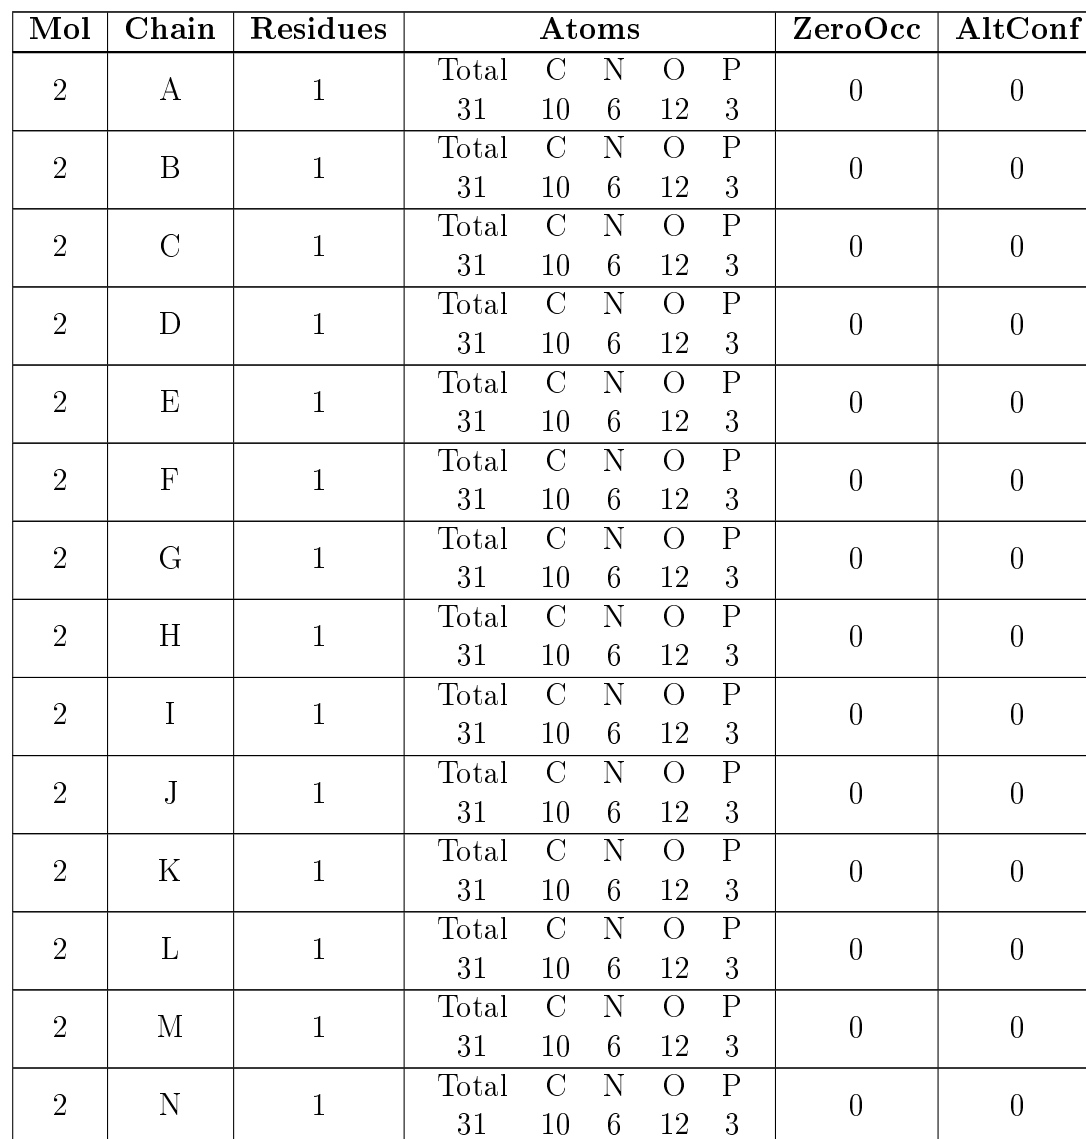 Mol Chain Residues Atoms ZeroOcc AltConf
2 A 1 Total C N O P 0 0
31 10 6 12 3
2 B 1 Total C N O P 0 0
31 10 6 12 3
2 C 1 Total C N O P 0 0
31 10 6 12 3
2 D 1 Total C N O P 0 0
31 10 6 12 3
2 E 1 Total C N O P 0 0
31 10 6 12 3
2 F 1 Total C N O P 0 0
31 10 6 12 3
2 G 1 Total C N O P 0 0
31 10 6 12 3
2 H 1 Total C N O P 0 0
31 10 6 12 3
2 I 1 Total C N O P 0 0
31 10 6 12 3
2 J 1 Total C N O P 0 0
31 10 6 12 3
2 K 1 Total C N O P 0 0
31 10 6 12 3
2 L 1 Total C N O P 0 0
31 10 6 12 3
2 M 1 Total C N O P 0 0
31 10 6 12 3
2 N 1 Total C N O P 0 0
31 10 6 12 3